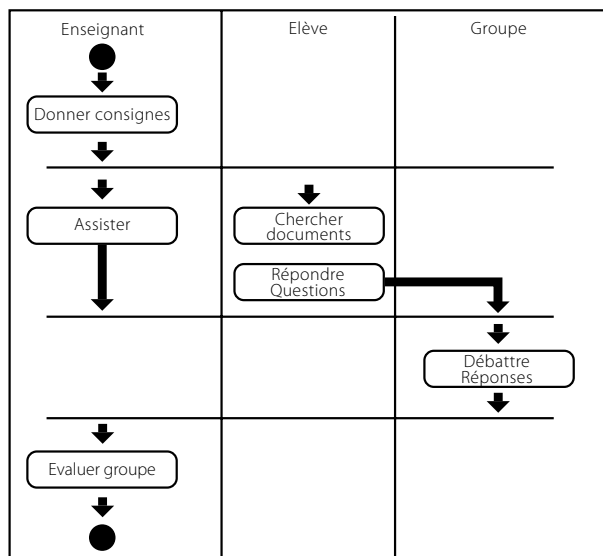 Enseignant
Elève
Groupe
Donner consignes
Assister
Chercher
documents
Répondre
Questions
Débattre
Réponses
Evaluer groupe